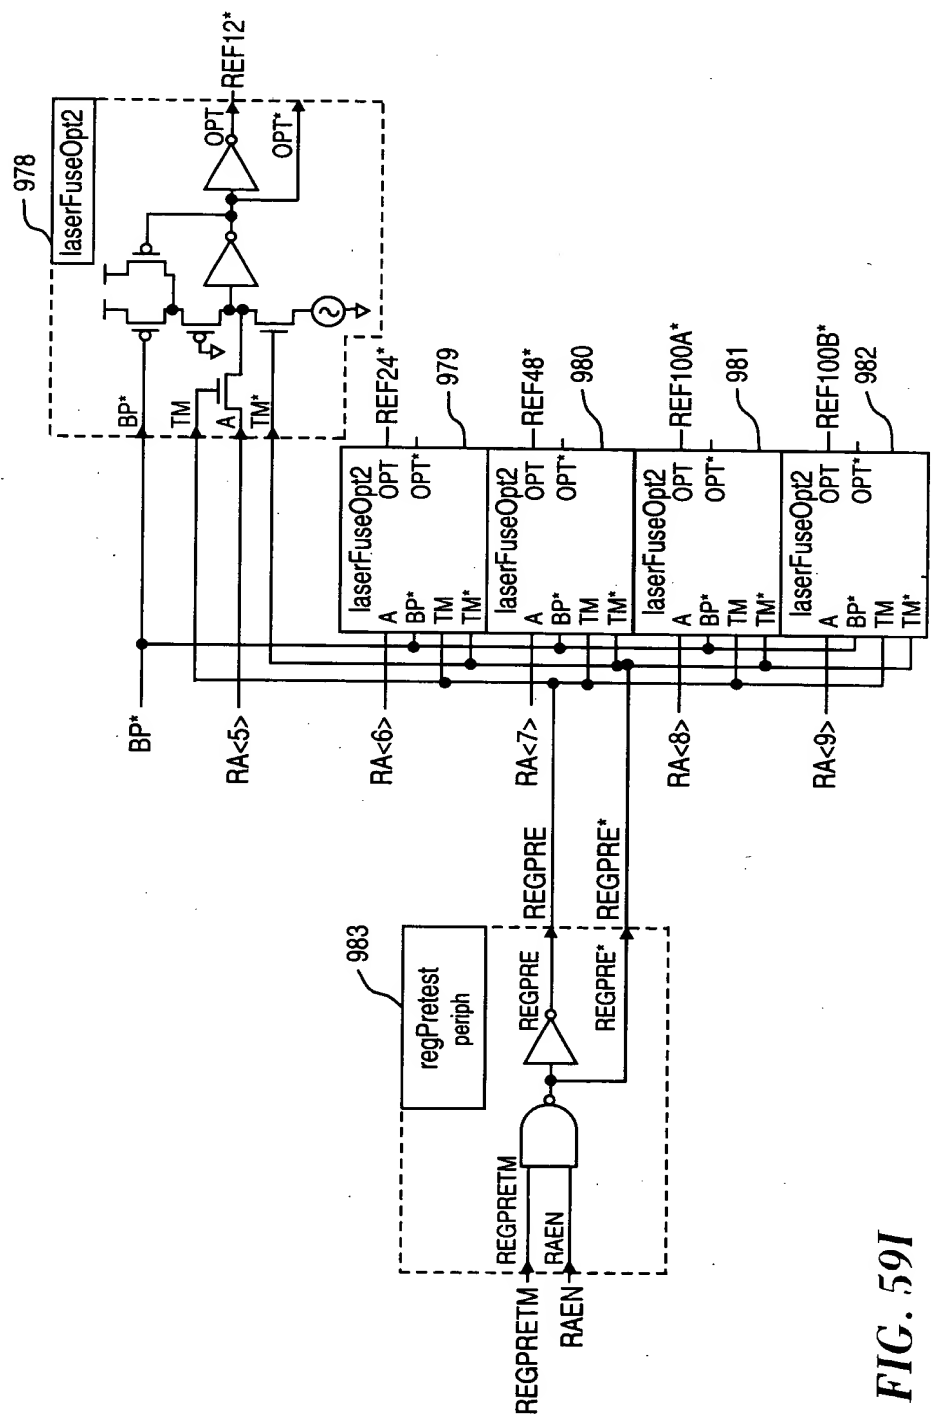 978
laserFuseOpt2
BP*
TM
A
TM*
OPT
OPT*
REF12*
BP*
RA<5>
RA<6>
RA<7>
RA<8>
RA<9>
laserFuseOpt2
A
BP*
TM
TM*
OPT
OPT*
REF24*
979
laserFuseOpt2
A
BP*
TM
TM*
OPT
OPT*
REF48*
980
laserFuseOpt2
A
BP*
TM
TM*
OPT
OPT*
REF100A*
981
laserFuseOpt2
A
BP*
TM
TM*
OPT
OPT*
REF100B*
982
983
regPretest
periph
REGPRETM
RAEN
REGPRETM
RAEN
REGPRE
REGPRE*
REGPRE
REGPRE*
FIG. 59I